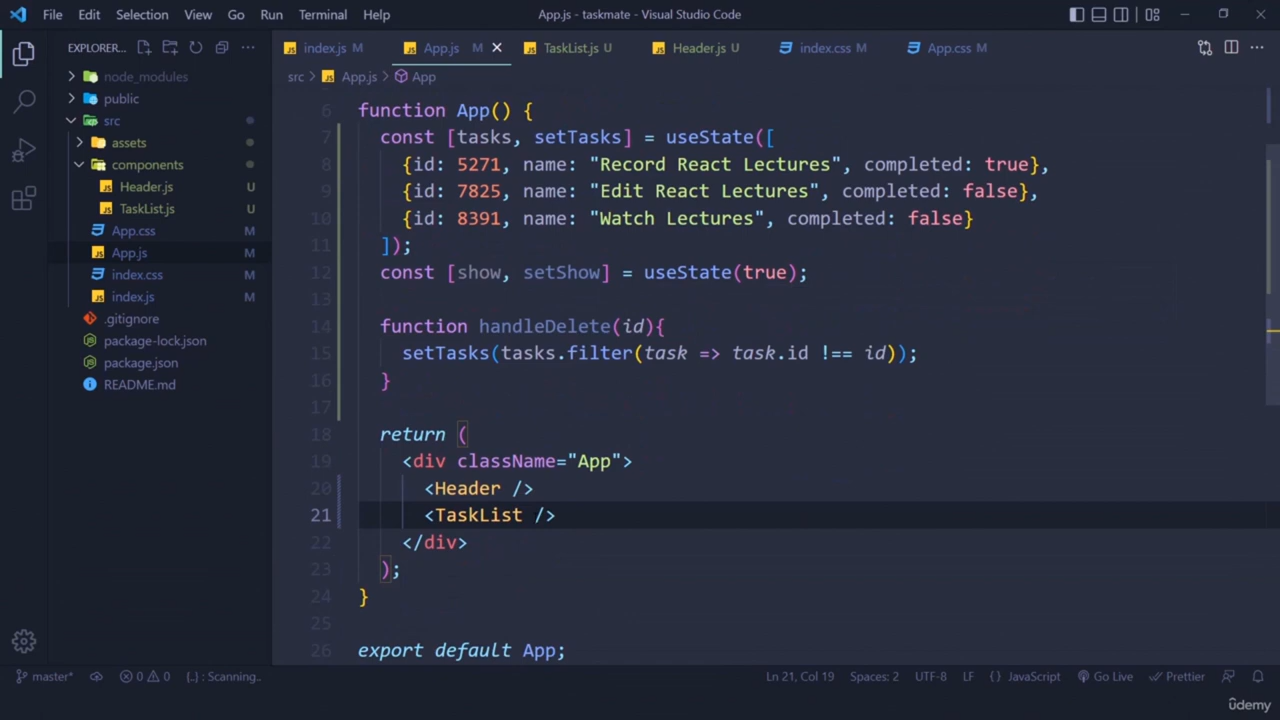 File Edit Selection View Go Run Terminal Help App.js - taskmate - Visual Studio Code
EXPLORER... index.js M App.js M TaskList.js U Header.js U index.css M App.css M
node_modules
public
src
assets
components
Header.js U
TaskList.js U
App.css M
App.js M
index.css M
index.js M
.gitignore
package-lock.json
package.json
README.md
src > App.js > App
6 function App() {
7 const [tasks, setTasks] = useState([
8 {id: 5271, name: "Record React Lectures", completed: true},
9 {id: 7825, name: "Edit React Lectures", completed: false},
10 {id: 8391, name: "Watch Lectures", completed: false}
11 ]);
12 const [show, setShow] = useState(true);
13
14 function handleDelete(id){
15 setTasks(tasks.filter(task => task.id !== id));
16 }
17
18 return (
19 <div className="App">
20 <Header />
21 <TaskList />
22 </div>
23 );
24 }
25
26 export default App;
master* 0 0 {..} : Scanning.. Ln 21, Col 19 Spaces: 2 UTF-8 LF {} JavaScript Go Live Prettier
ûdemy